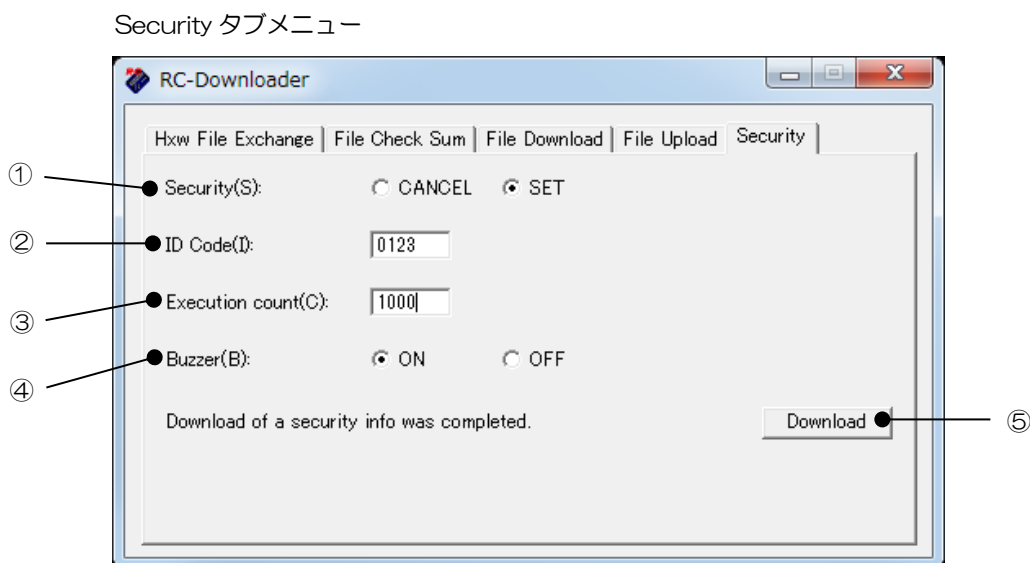 Security タブメニュー
RC-Downloader
Hxw File Exchange File Check Sum File Download File Upload Security
① Security(S): CANCEL SET
② ID Code(I): 0123
③ Execution count(C): 1000
④ Buzzer(B): ON OFF
Download of a security info was completed. Download ⑤